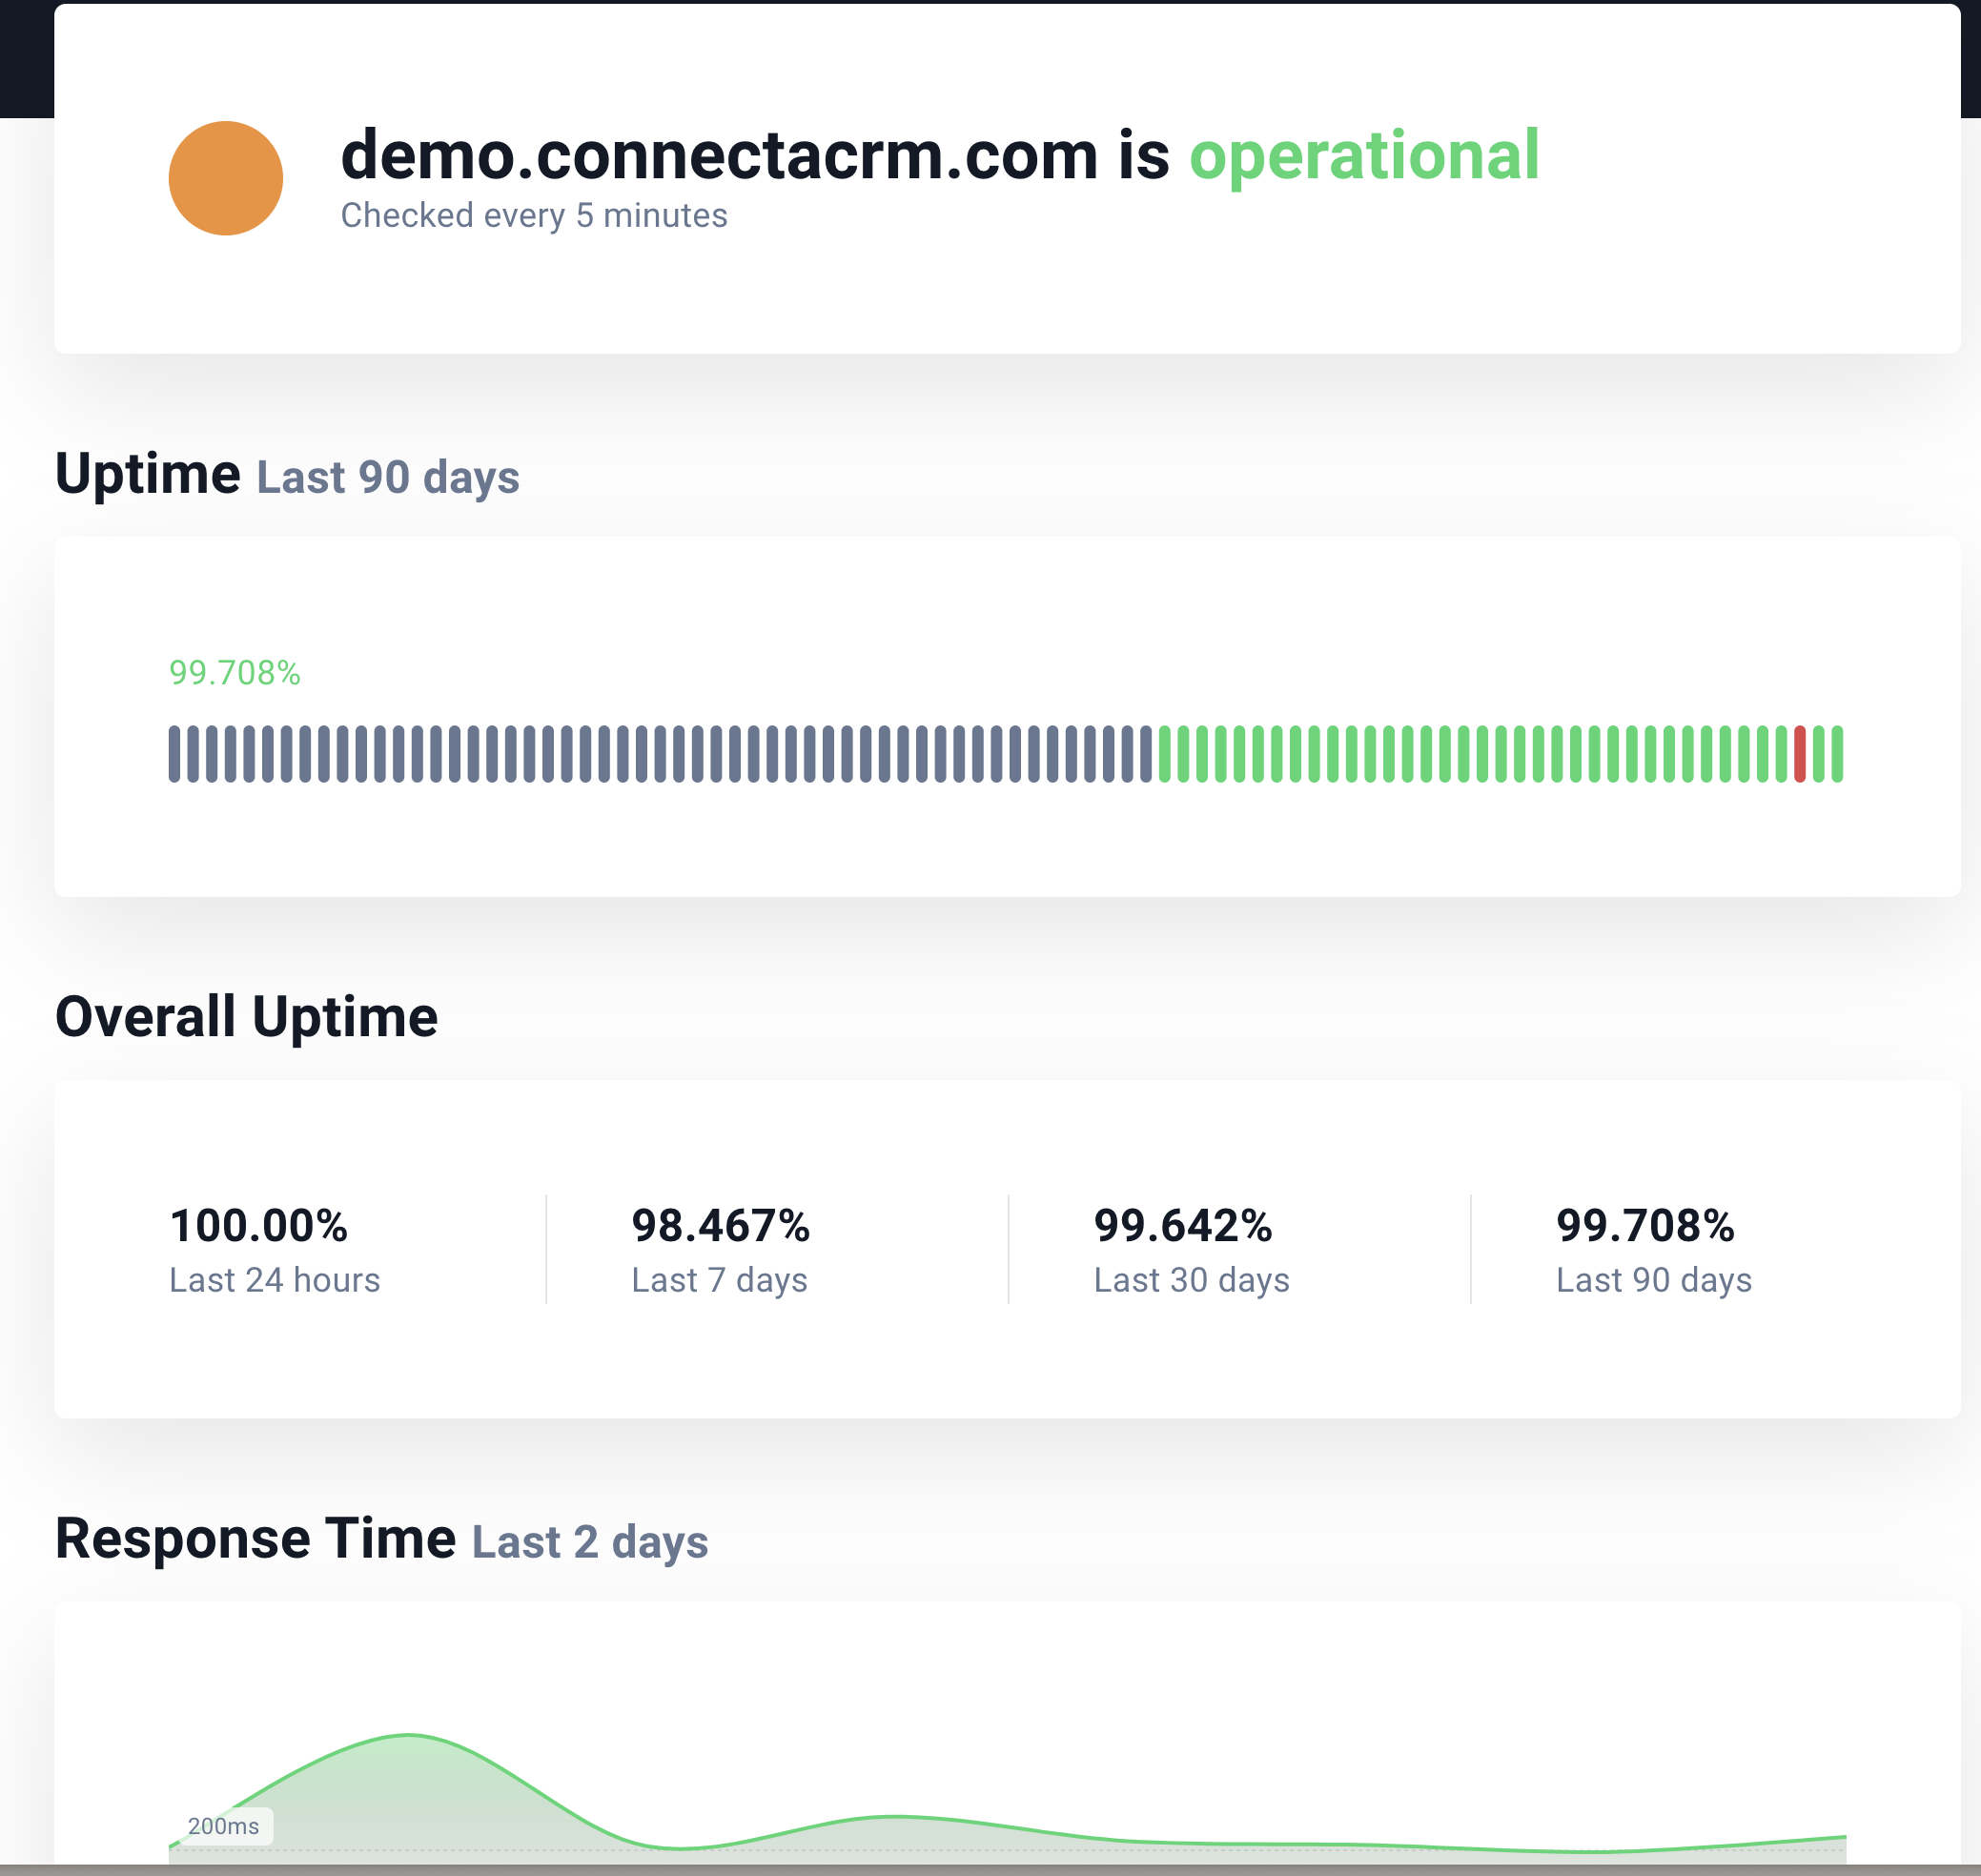 demo.connectacrm.com is operational
Checked every 5 minutes
Uptime Last 90 days
99.708%
Overall Uptime
100.00%
Last 24 hours
98.467%
Last 7 days
99.642%
Last 30 days
99.708%
Last 90 days
Response Time Last 2 days
200ms